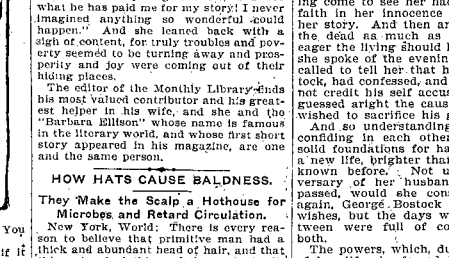 what he has paid me for my story! I never
imagined anything so wonderful could
happen." And she leaned back with a
sigh of content, for truly troubles and pov-
erty seemed to be turning away and pros-
perity and joy were coming out of their
hiding places.
The editor of the Monthly Library finds
his most valued contributor and his great-
est helper in his wife, and she and the
"Barbara Ellison" whose name is famous
in the literary world, and whose first short
story appeared in his magazine, are one
and the same person.
HOW HATS CAUSE BALDNESS.
They Make the Scalp a Hothouse for
Microbes, and Retard Circulation.
New York, World: There is every rea-
son to believe that primitive man had a
thick and abundant head of hair, and that
You
if it
ing come to see her had
faith in her innocence
her story. And then ar
the dead as much as
eager the living should
she spoke of the evenin
called to tell her that h
tock, had confessed, and
not credit his self accus
guessed aright the caus
wished to sacrifice his
And so understanding
confiding in each other
solid foundations for ha
a new life, brighter than
known before. Not u
versary of her husban
passed, would she con
again. George Bostock
wishes, but the days w
tween were full of co
both.
The powers, which, du